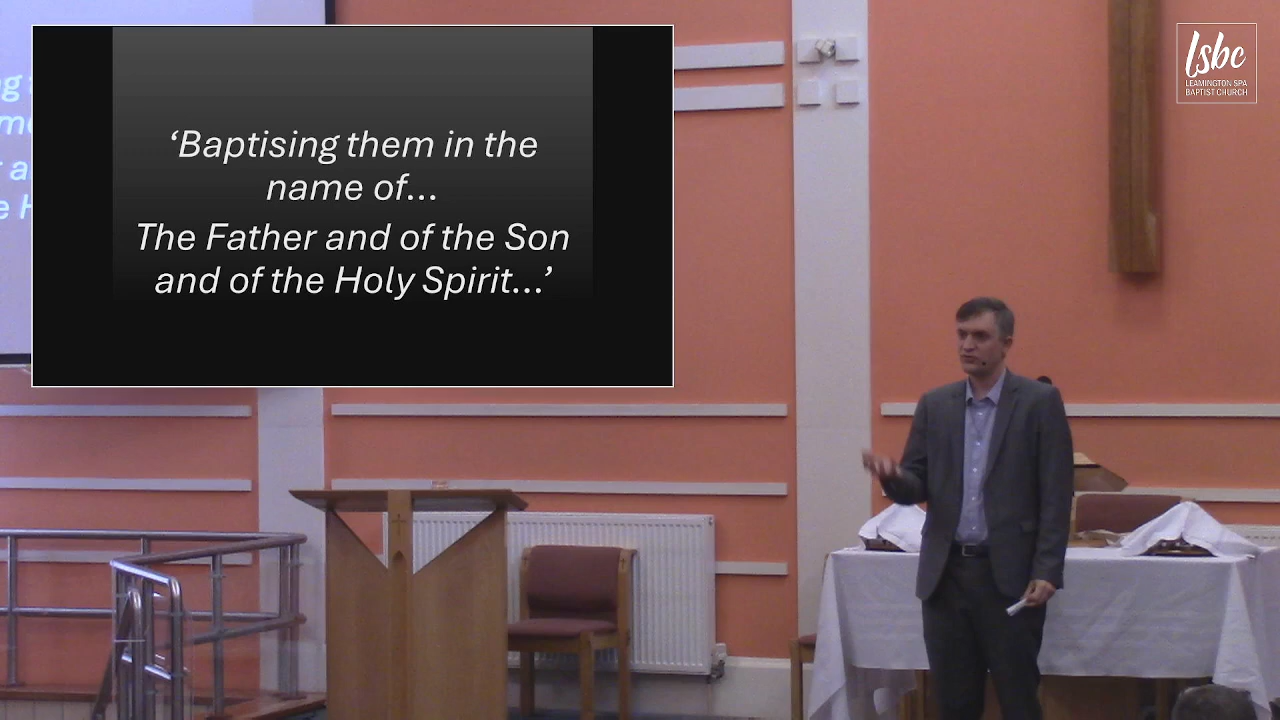 ‘Baptising them in the
name of...
The Father and of the Son
and of the Holy Spirit...’
lsbc
LEAMINGTON SPA
BAPTIST CHURCH